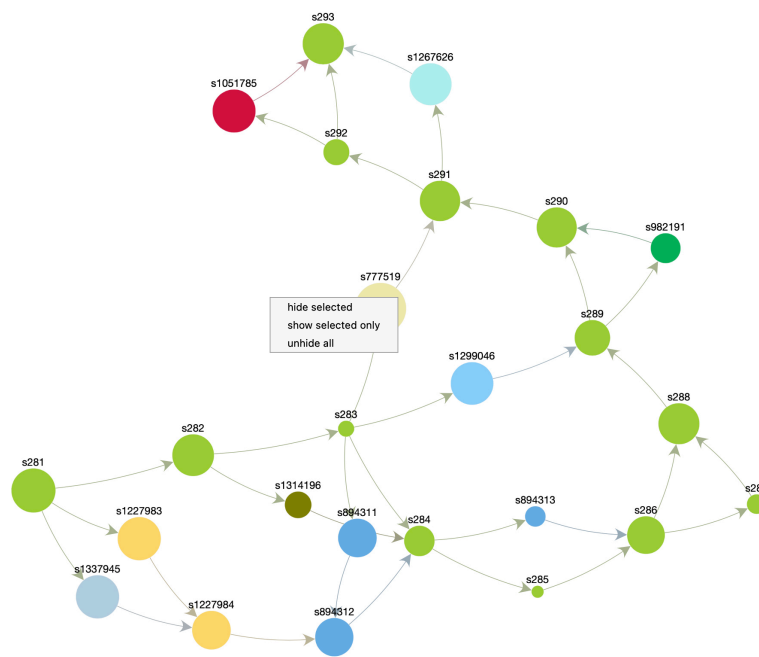 s293
s1267626
s1051785
s292
s291
s290
s982191
s777519
hide selected
show selected only
unhide all
s289
s1299046
s288
s283
s282
s281
s1314196
s894311
s894313
s284
s286
s1227983
s1337945
s285
s1227984
s894312